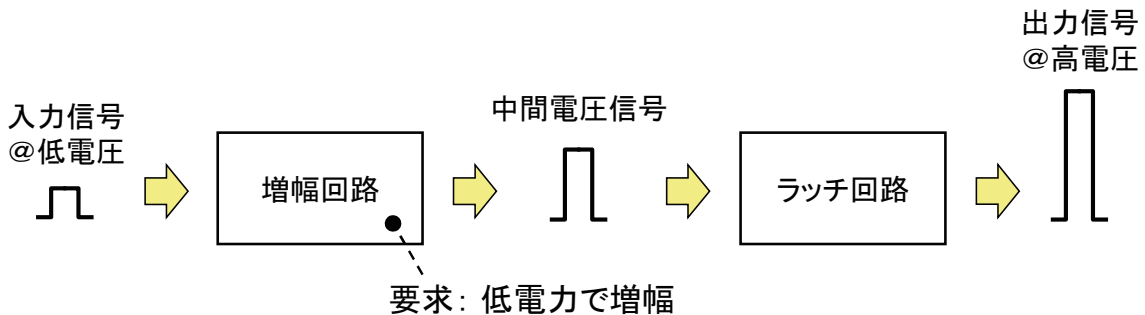 入力信号
@低電圧
増幅回路
中間電圧信号
ラッチ回路
出力信号
@高電圧
要求: 低電力で増幅